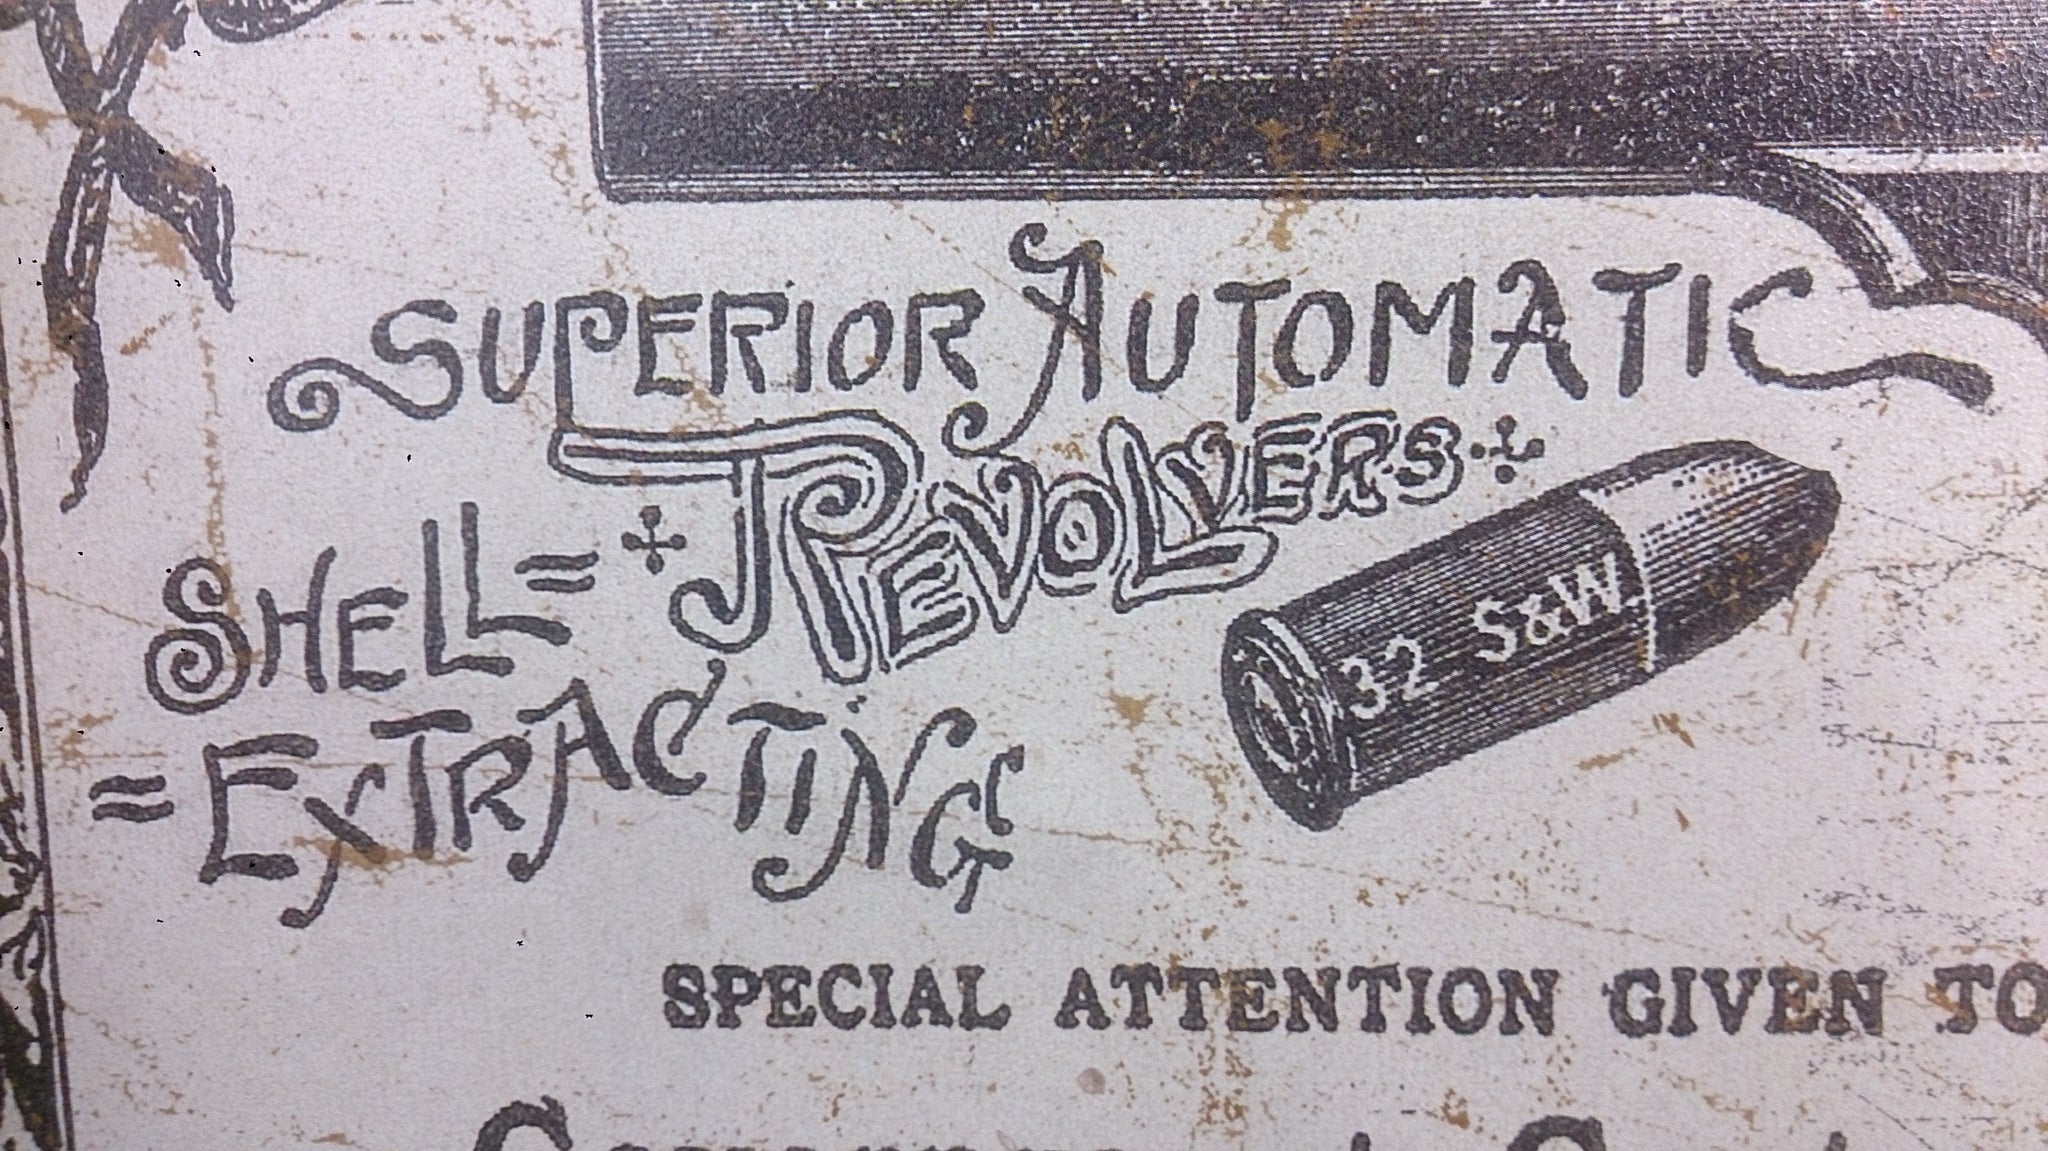 SUPERIOR AUTOMATIC
SHELL=
REVOLVERS
=EXTRACTING
32 S&W
SPECIAL ATTENTION GIVEN TO